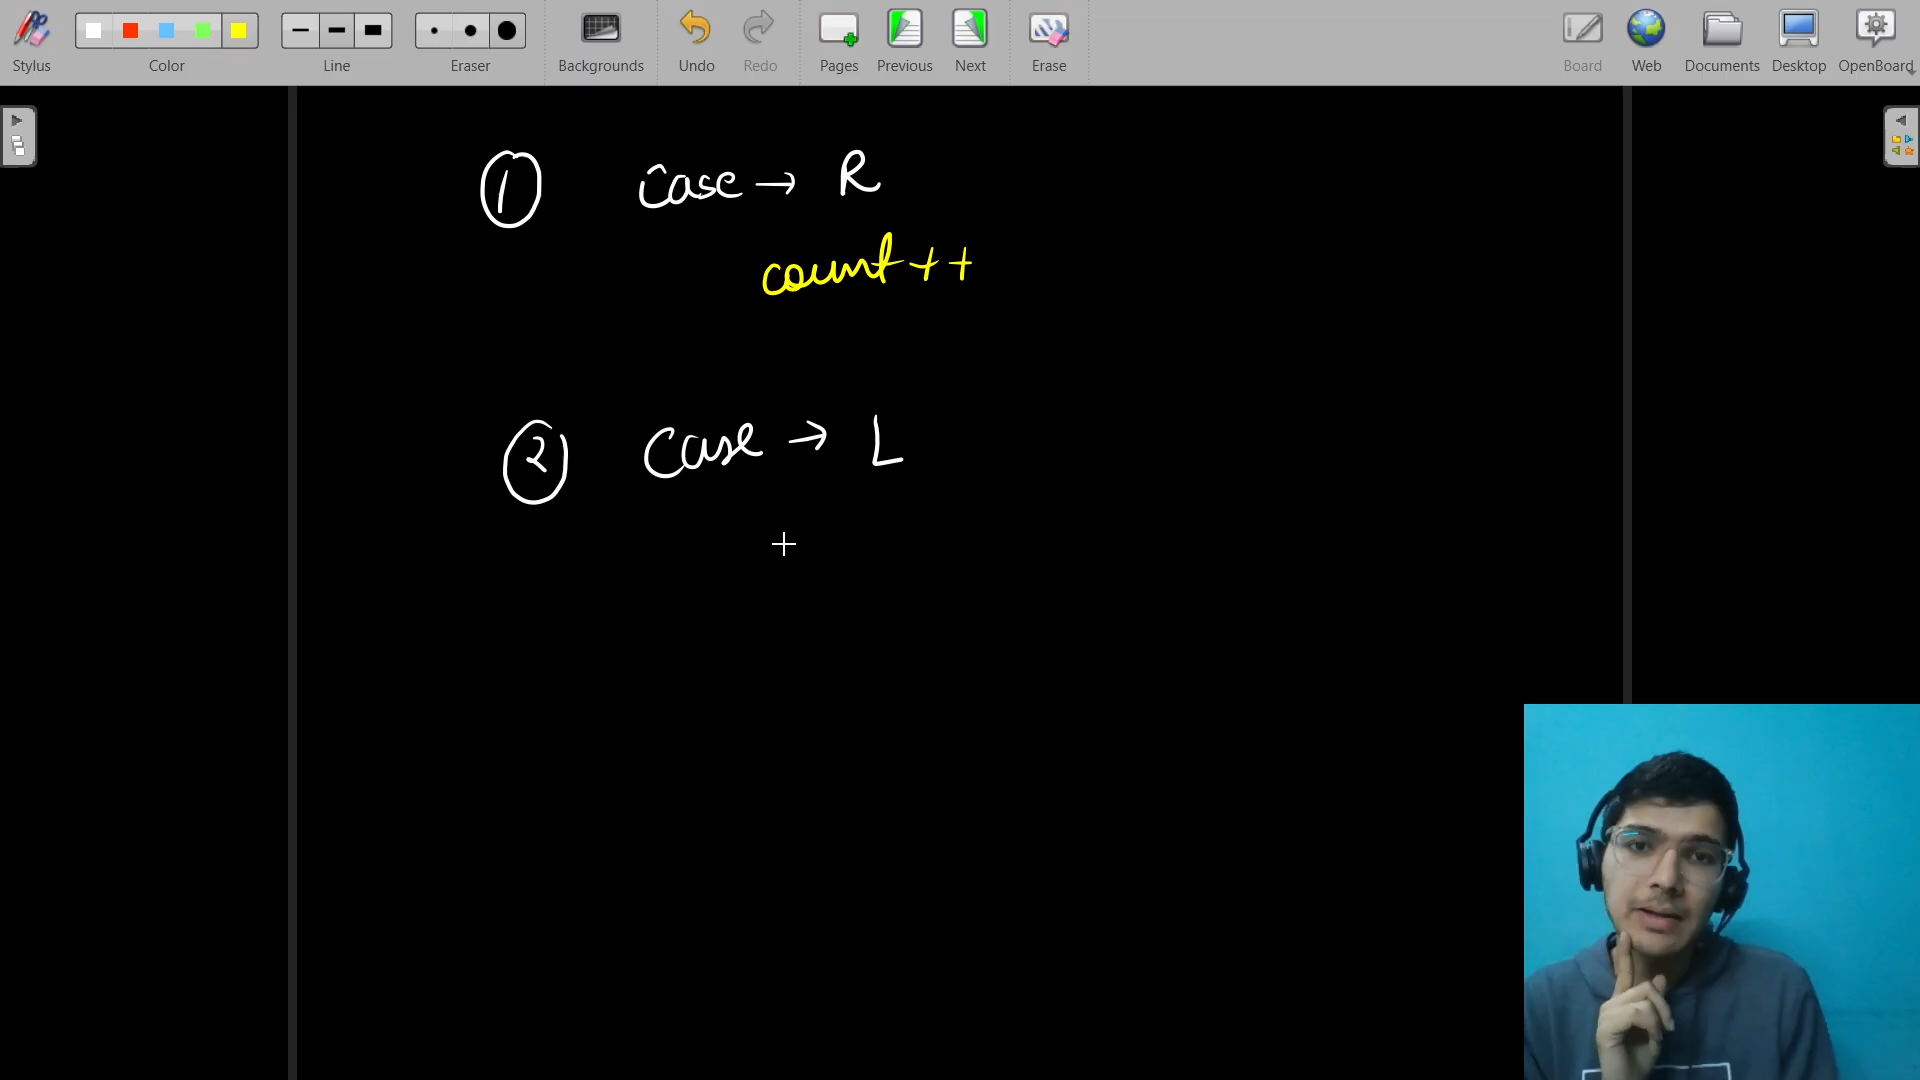 Stylus Color Line Eraser Backgrounds Undo Redo Pages Previous Next Erase Board Web Documents Desktop OpenBoard
1 Case → R
count++
2 Case → L